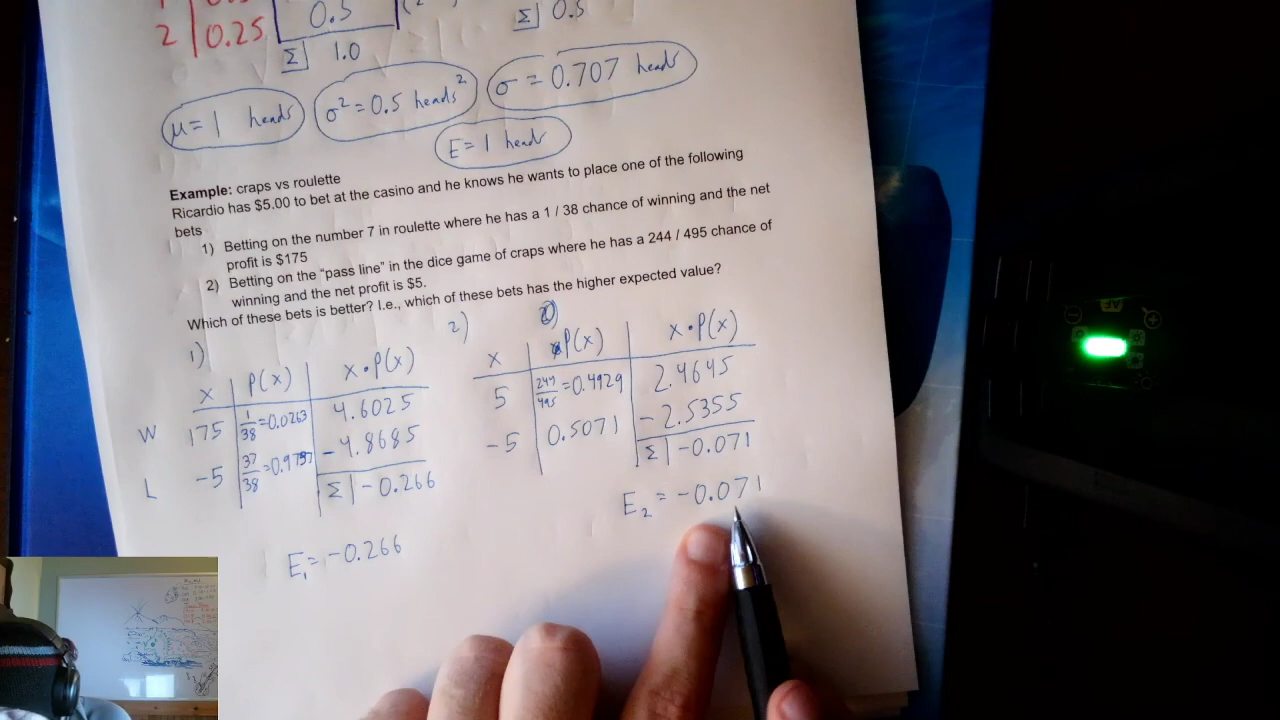 2 | 0.25
0.5
Σ | 1.0
Σ | 0.5
μ = 1 heads
σ² = 0.5 heads²
σ = 0.707 heads
E = 1 heads
Example: craps vs roulette
Ricardio has $5.00 to bet at the casino and he knows he wants to place one of the following
bets
1) Betting on the number 7 in roulette where he has a 1 / 38 chance of winning and the net
profit is $175
2) Betting on the “pass line” in the dice game of craps where he has a 244 / 495 chance of
winning and the net profit is $5.
Which of these bets is better? I.e., which of these bets has the higher expected value?
1)
x | P(x) | x•P(x)
W 175 | 1/38 = 0.0263 | 4.6025
L -5 | 37/38 = 0.9737 | -4.8685
Σ | -0.266
E₁ = -0.266
2)
x | P(x) | x•P(x)
5 | 244/495 = 0.4929 | 2.4645
-5 | 0.5071 | -2.5355
Σ | -0.071
E₂ = -0.071
AF